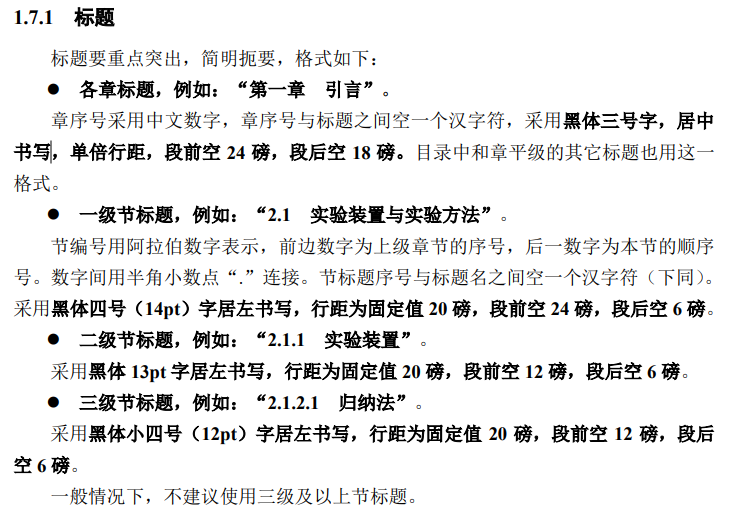 1.7.1 标题
标题要重点突出，简明扼要，格式如下：
● 各章标题，例如：“第一章　引言”。
章序号采用中文数字，章序号与标题之间空一个汉字符，采用黑体三号字，居中
书写，单倍行距，段前空 24 磅，段后空 18 磅。目录中和章平级的其它标题也用这一
格式。
● 一级节标题，例如：“2.1　实验装置与实验方法”。
节编号用阿拉伯数字表示，前边数字为上级章节的序号，后一数字为本节的顺序
号。数字间用半角小数点“.”连接。节标题序号与标题名之间空一个汉字符（下同）。
采用黑体四号（14pt）字居左书写，行距为固定值 20 磅，段前空 24 磅，段后空 6 磅。
● 二级节标题，例如：“2.1.1　实验装置”。
采用黑体 13pt 字居左书写，行距为固定值 20 磅，段前空 12 磅，段后空 6 磅。
● 三级节标题，例如：“2.1.2.1　归纳法”。
采用黑体小四号（12pt）字居左书写，行距为固定值 20 磅，段前空 12 磅，段后
空 6 磅。
一般情况下，不建议使用三级及以上节标题。